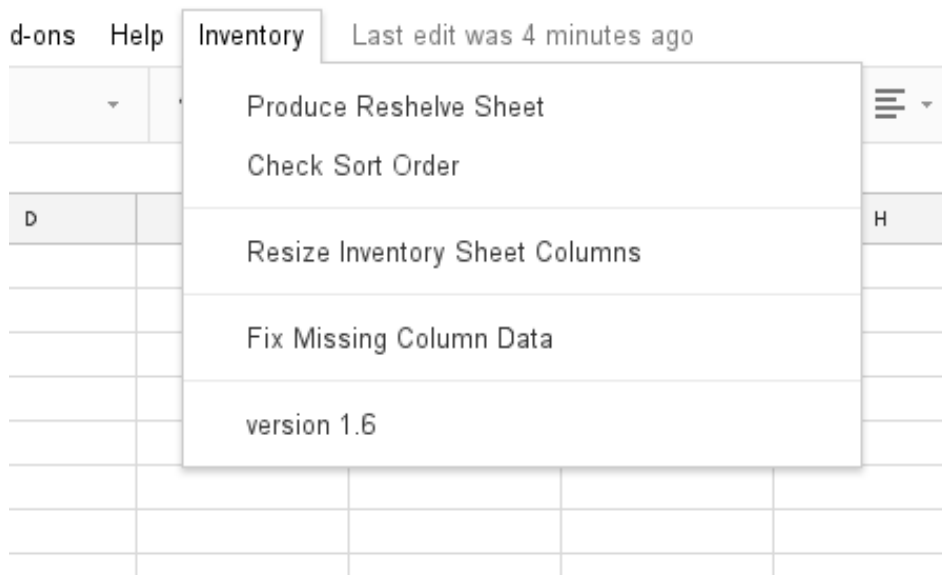 d-ons Help Inventory Last edit was 4 minutes ago
Produce Reshelve Sheet
Check Sort Order
D H
Resize Inventory Sheet Columns
Fix Missing Column Data
version 1.6